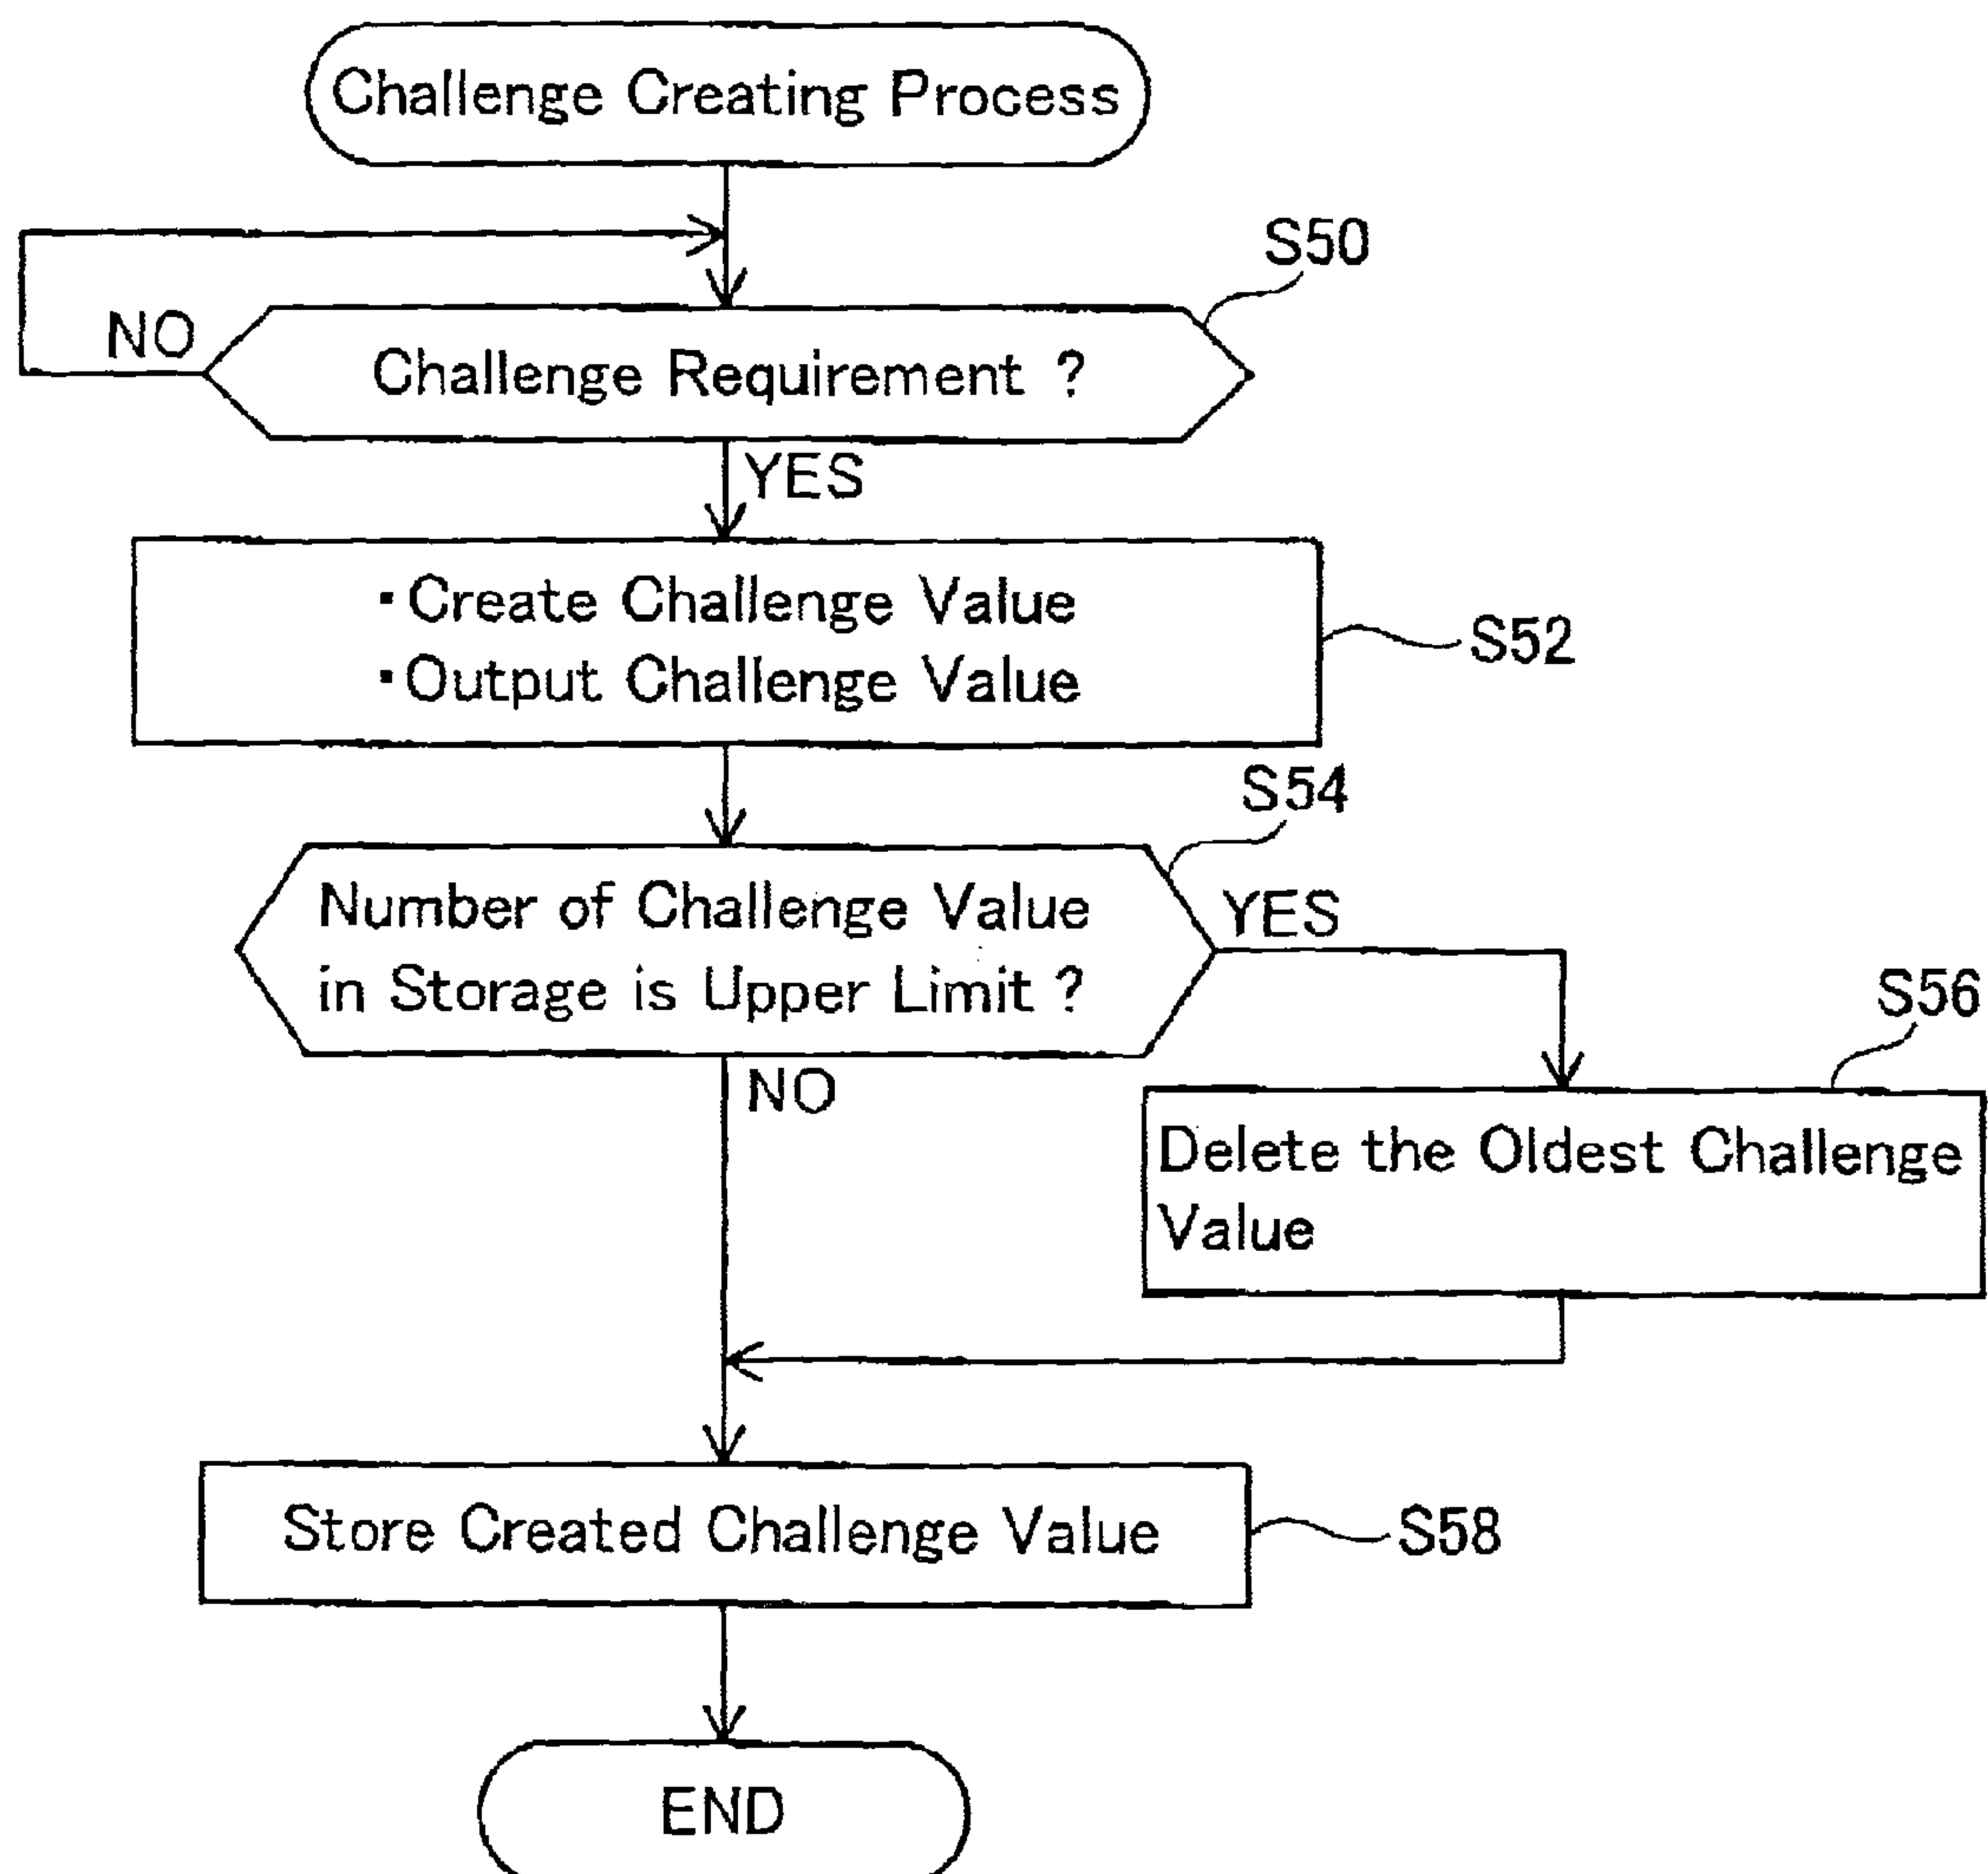 Challenge Creating Process
S50
NO
Challenge Requirement ?
YES
・Create Challenge Value
・Output Challenge Value
S52
S54
Number of Challenge Value
in Storage is Upper Limit ?
YES
S56
NO
Delete the Oldest Challenge
Value
Store Created Challenge Value
S58
END